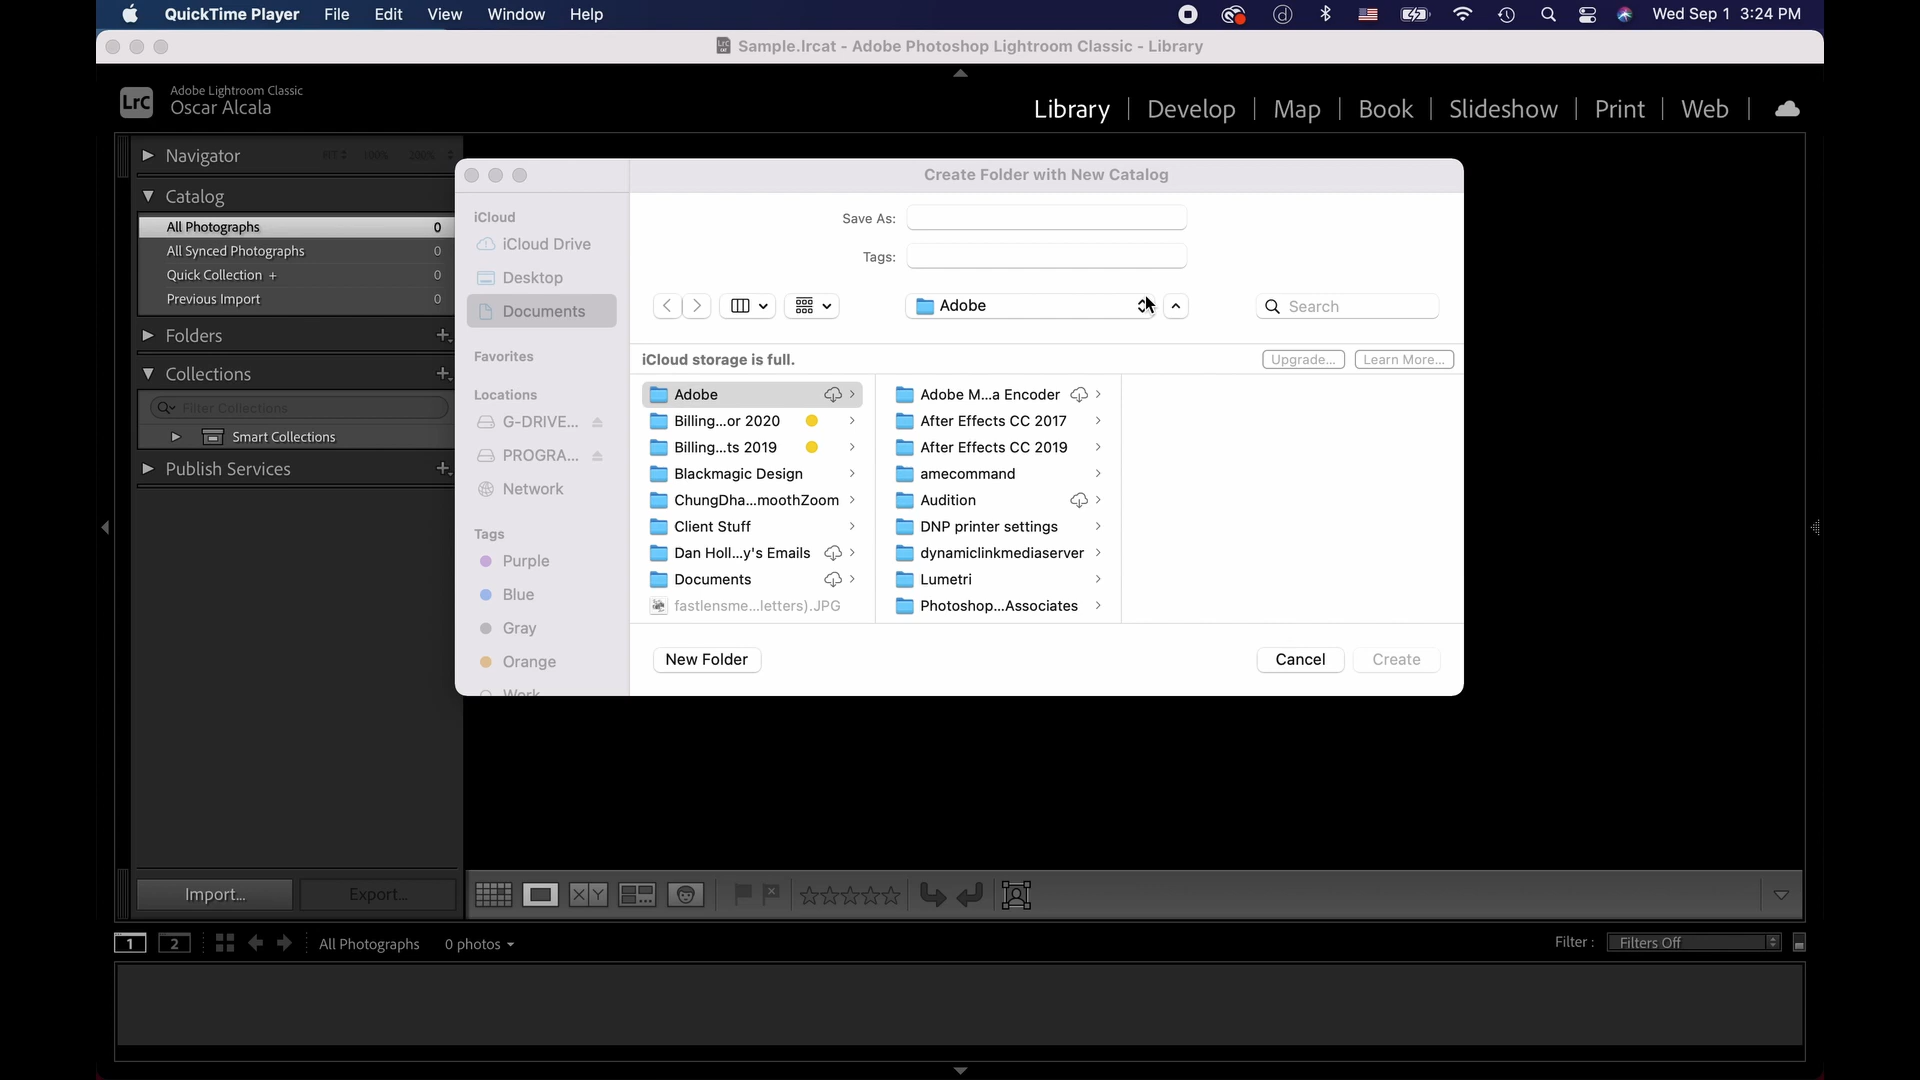 QuickTime Player File Edit View Window Help Wed Sep 1 3:24 PM
Sample.lrcat - Adobe Photoshop Lightroom Classic - Library
LrC Adobe Lightroom Classic
Oscar Alcala
Library | Develop | Map | Book | Slideshow | Print | Web |
Navigator FIT 100% 200%
Catalog
All Photographs 0
All Synced Photographs 0
Quick Collection + 0
Previous Import 0
Folders +
Collections +
Filter Collections
Smart Collections
Publish Services +
Create Folder with New Catalog
iCloud
iCloud Drive
Desktop
Documents
Favorites
Locations
G-DRIVE...
PROGRA...
Network
Tags
Purple
Blue
Gray
Orange
Work
Save As:
Tags:
Adobe
Search
iCloud storage is full. Upgrade... Learn More...
Adobe
Billing...or 2020
Billing...ts 2019
Blackmagic Design
ChungDha...moothZoom
Client Stuff
Dan Holl...y's Emails
Documents
fastlensme...letters).JPG
Adobe M...a Encoder
After Effects CC 2017
After Effects CC 2019
amecommand
Audition
DNP printer settings
dynamiclinkmediaserver
Lumetri
Photoshop...Associates
New Folder Cancel Create
Import... Export...
X Y
1 2 All Photographs 0 photos Filter : Filters Off